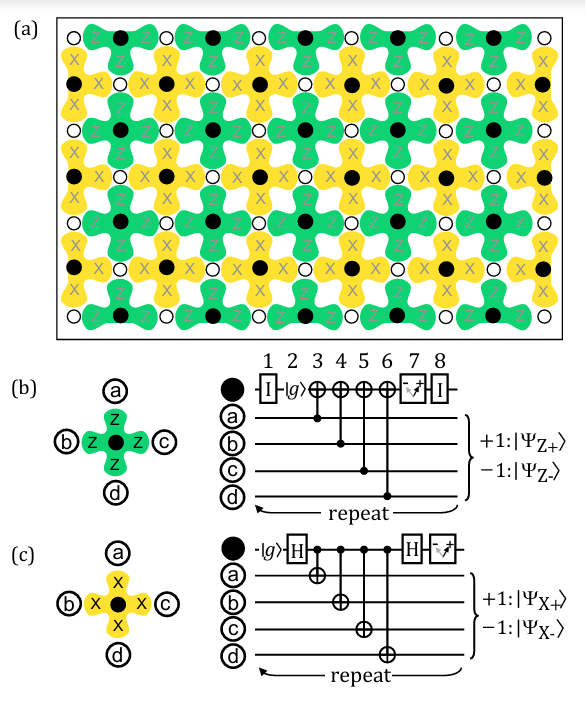 (a)
Z Z Z Z Z Z Z Z Z Z
X Z X Z X Z X Z X Z X
X X X X X X X X X X
X Z X Z X Z X Z X Z X
Z Z Z Z Z Z Z Z Z Z
X Z X Z X Z X Z X Z X
X X X X X X X X X X
X Z X Z X Z X Z X Z X
Z Z Z Z Z Z Z Z Z Z
X Z X Z X Z X Z X Z X
X X X X X X X X X X
X Z X Z X Z X Z X Z X
Z Z Z Z Z Z Z Z Z Z
(b)
a
Z
b Z Z c
Z
d
1 2 3 4 5 6 7 8
I |g⟩ - + I
a
b
c
d
+1:|Ψ_Z+⟩
−1:|Ψ_Z-⟩
repeat
(c)
a
X
b X X c
X
d
|g⟩ H H - +
a
b
c
d
+1:|Ψ_X+⟩
−1:|Ψ_X-⟩
repeat